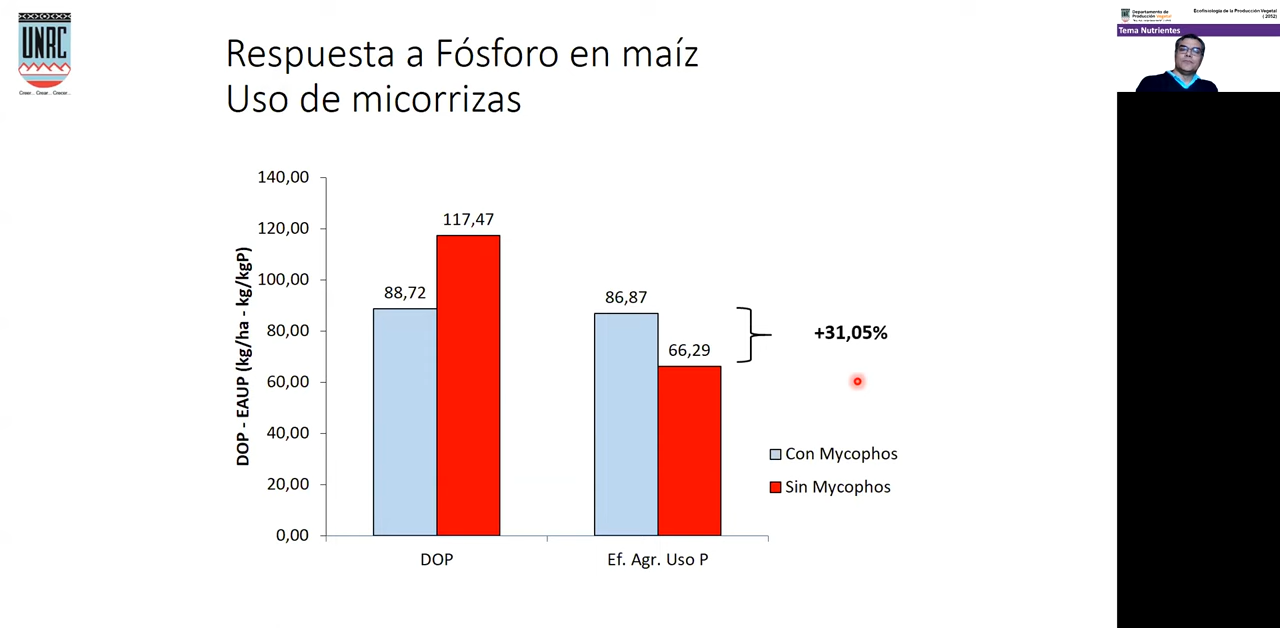 UNRC
Crear... Crear... Crecer...
Respuesta a Fósforo en maíz
Uso de micorrizas
Departamento de
Producción Vegetal
Ecofisiología de la Producción Vegetal
( 2052)
Tema Nutrientes
DOP - EAUP (kg/ha - kg/kgP)
140,00
120,00
100,00
80,00
60,00
40,00
20,00
0,00
88,72
117,47
86,87
66,29
+31,05%
Con Mycophos
Sin Mycophos
DOP
Ef. Agr. Uso P